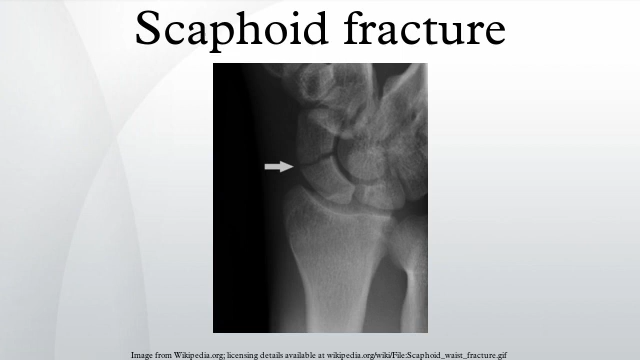 Scaphoid fracture
Image from Wikipedia.org; licensing details available at wikipedia.org/wiki/File:Scaphoid_waist_fracture.gif